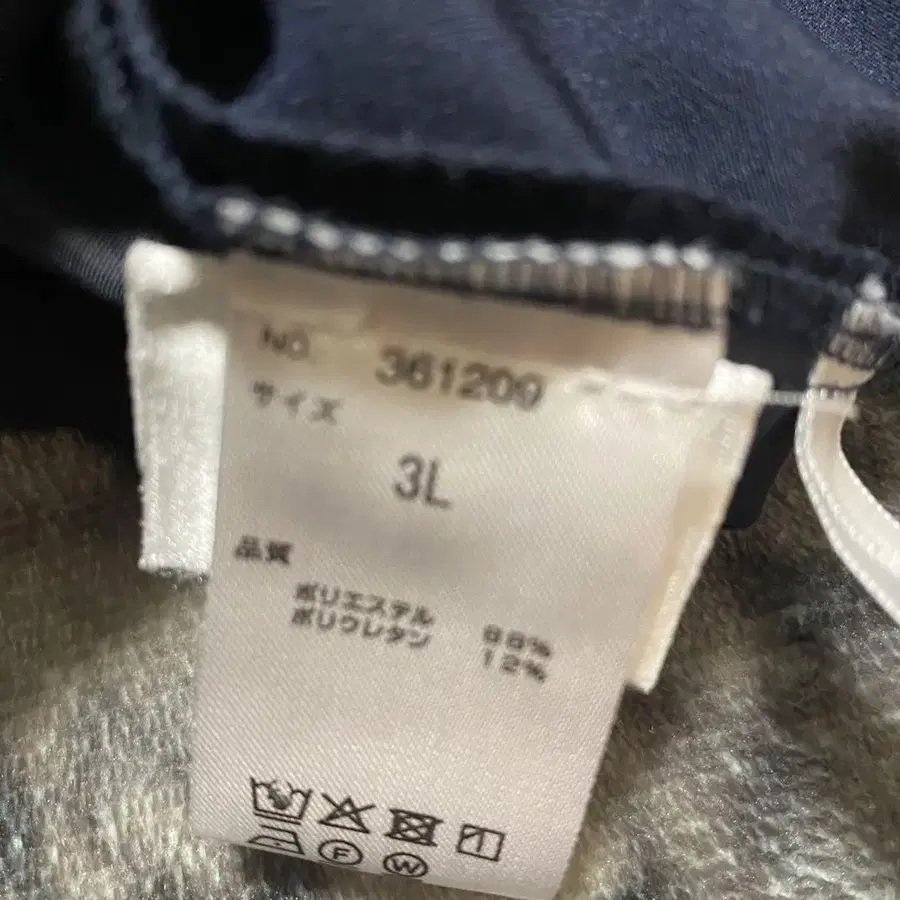 NO. 361209
サイズ
3L
品質
ポリエステル 88%
ポリウレタン 12%
F
W